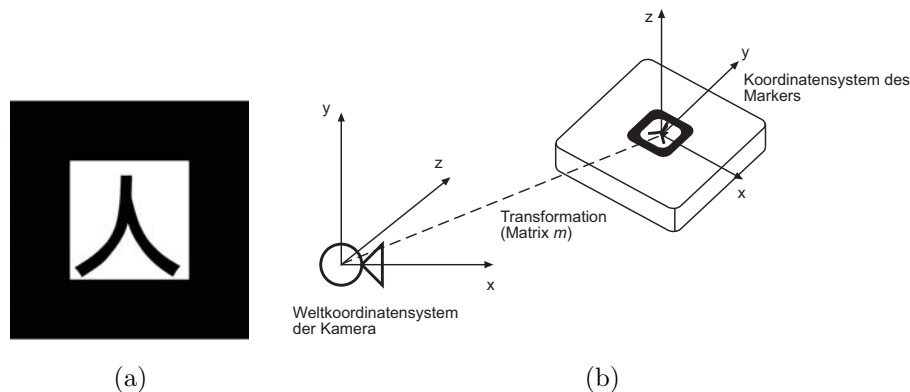 人
z
y
Koordinatensystem des
Markers
x
y
z
Transformation
(Matrix m)
x
Weltkoordinatensystem
der Kamera
(a)
(b)